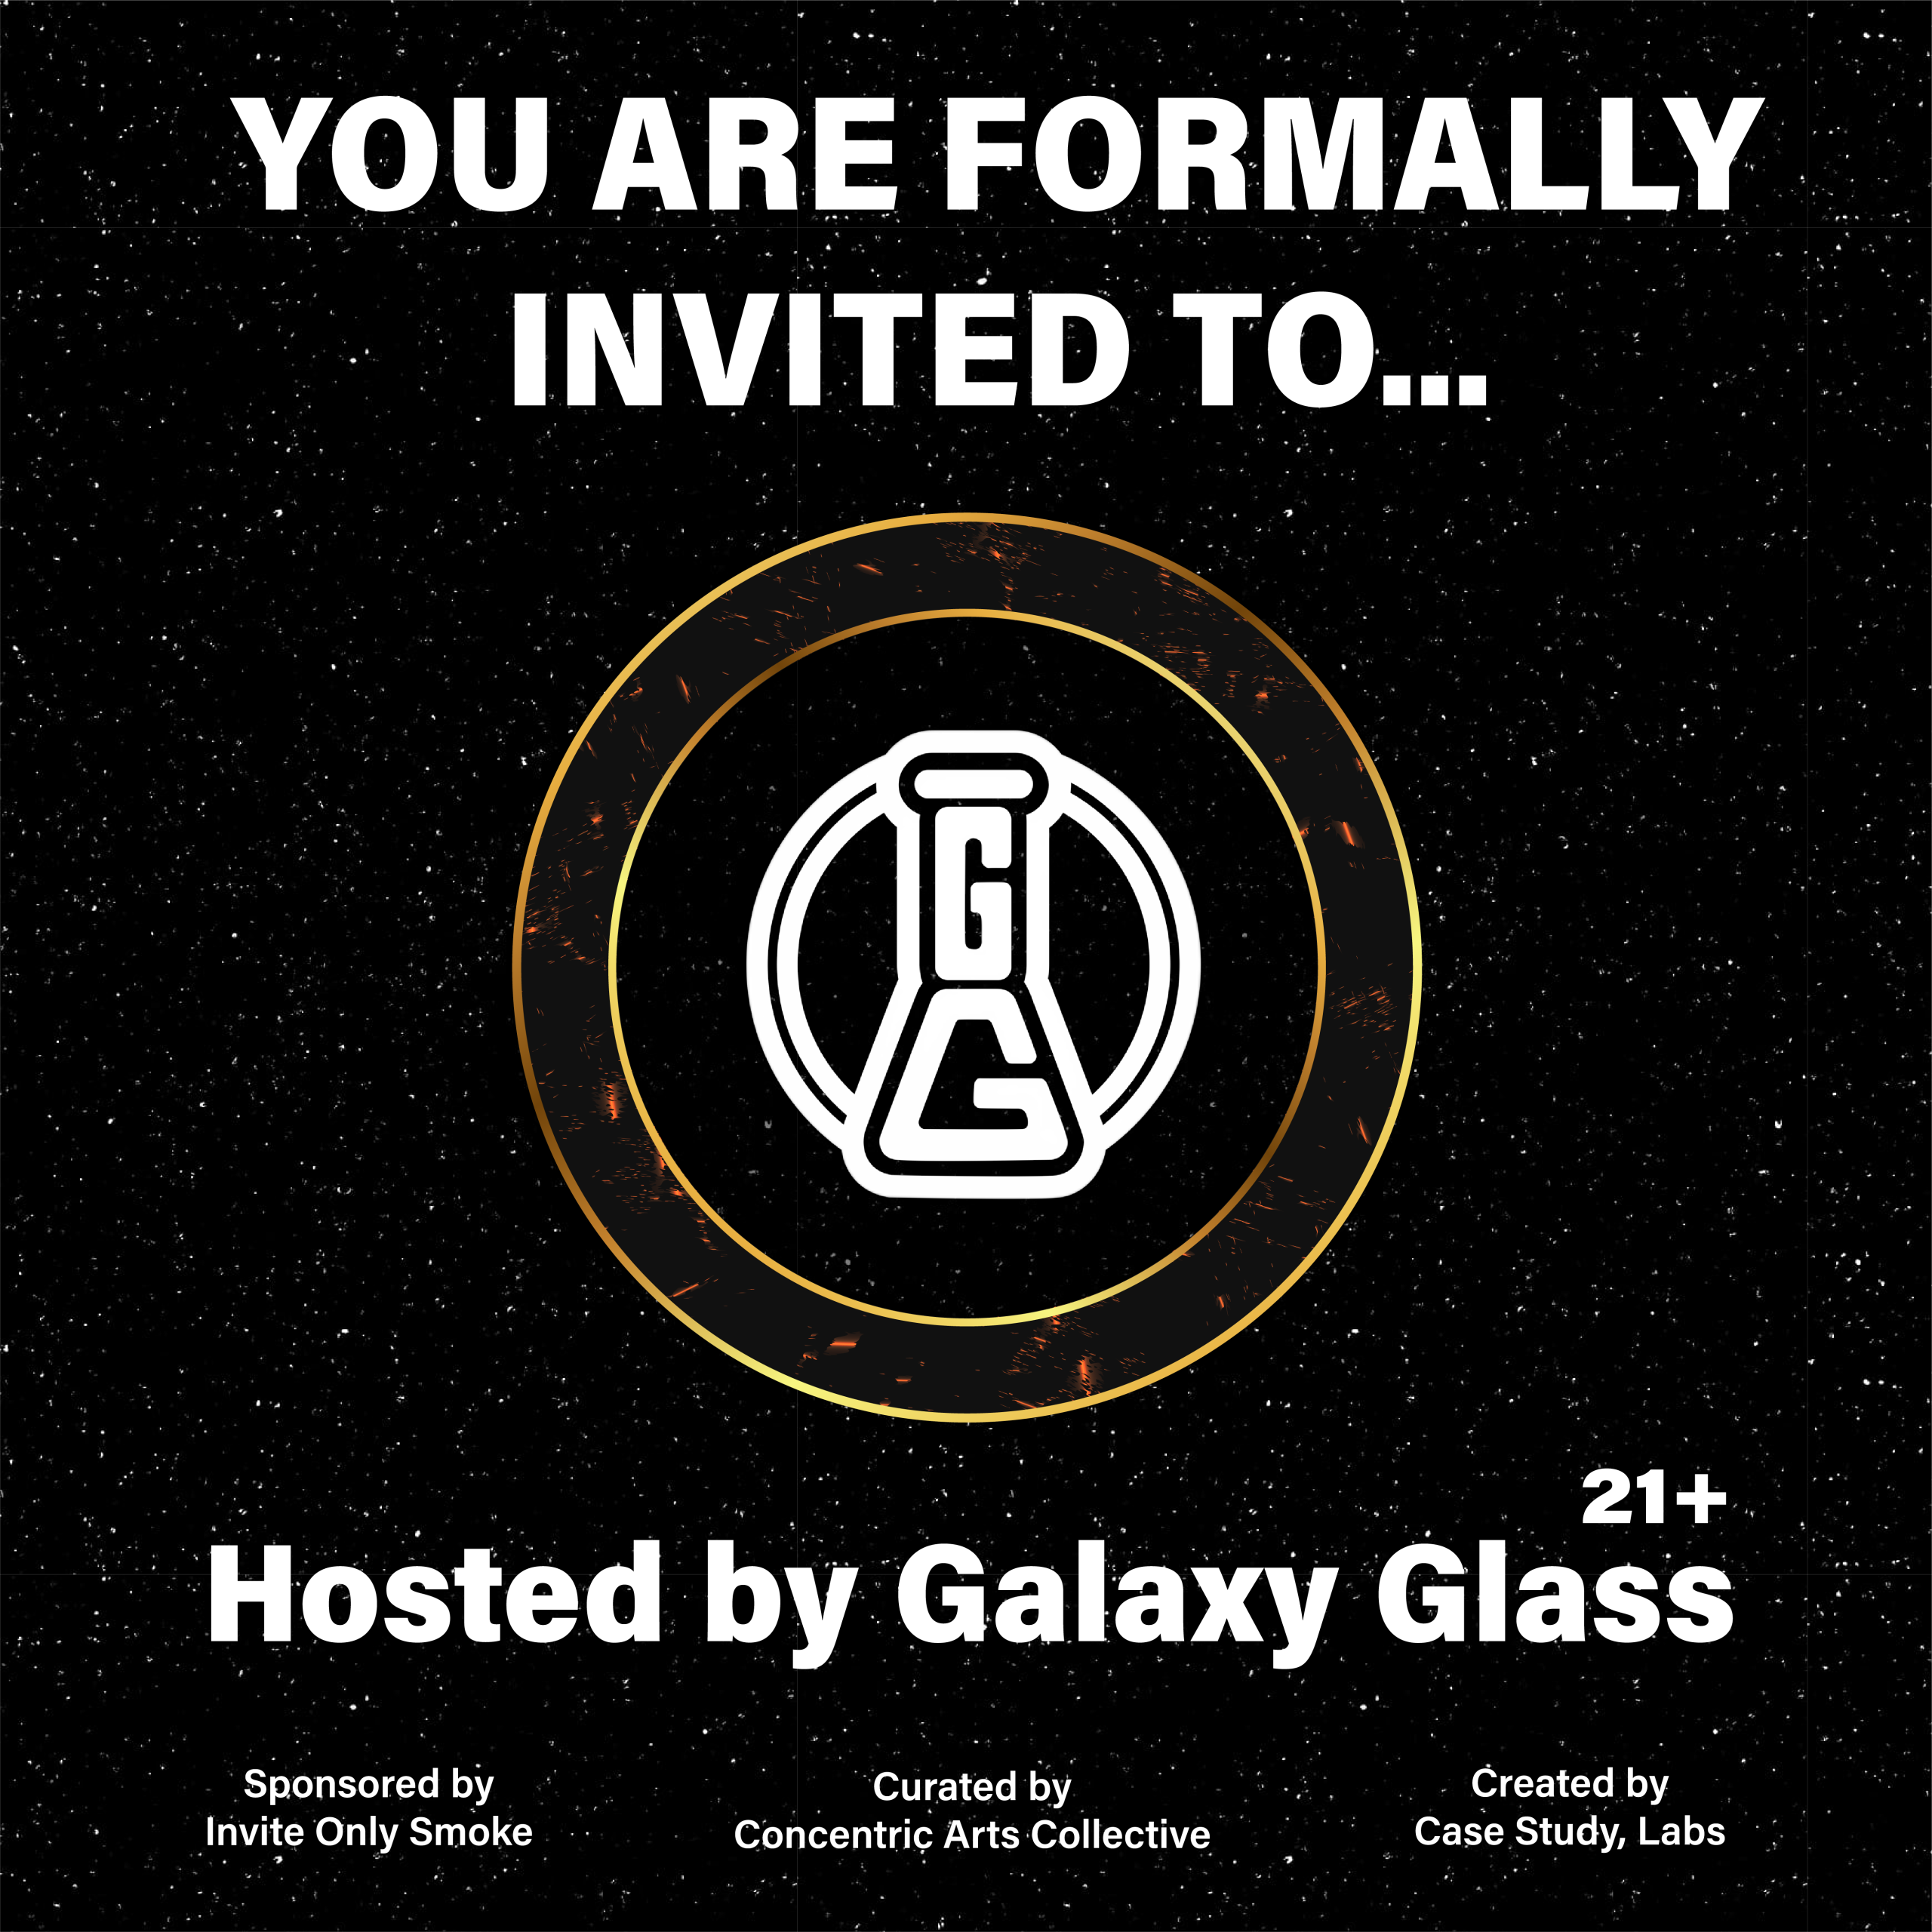 YOU ARE FORMALLY
INVITED TO...
G
G
21+
Hosted by Galaxy Glass
Sponsored by
Invite Only Smoke
Curated by
Concentric Arts Collective
Created by
Case Study, Labs